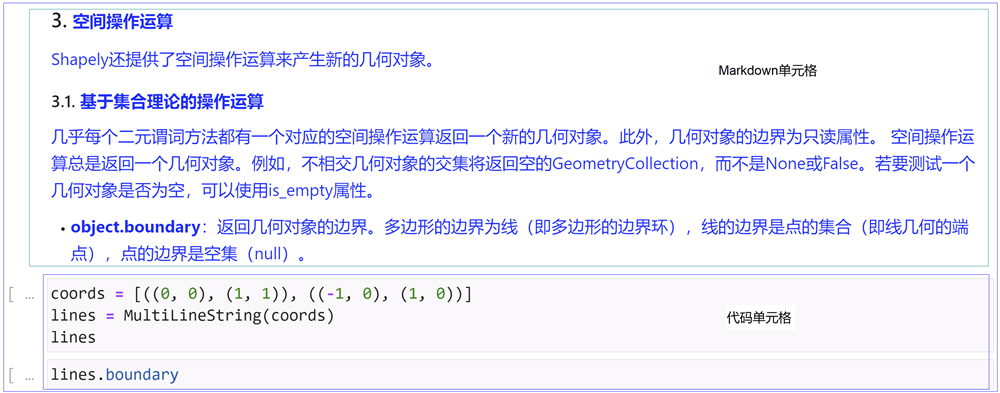 3. 空间操作运算
Shapely还提供了空间操作运算来产生新的几何对象。
Markdown单元格
3.1. 基于集合理论的操作运算
几乎每个二元谓词方法都有一个对应的空间操作运算返回一个新的几何对象。此外，几何对象的边界为只读属性。 空间操作运
算总是返回一个几何对象。例如，不相交几何对象的交集将返回空的GeometryCollection，而不是None或False。若要测试一个
几何对象是否为空，可以使用is_empty属性。
• object.boundary：返回几何对象的边界。多边形的边界为线（即多边形的边界环），线的边界是点的集合（即线几何的端
点），点的边界是空集（null）。
[ … coords = [((0, 0), (1, 1)), ((-1, 0), (1, 0))]
lines = MultiLineString(coords)
代码单元格
lines
[ … lines.boundary